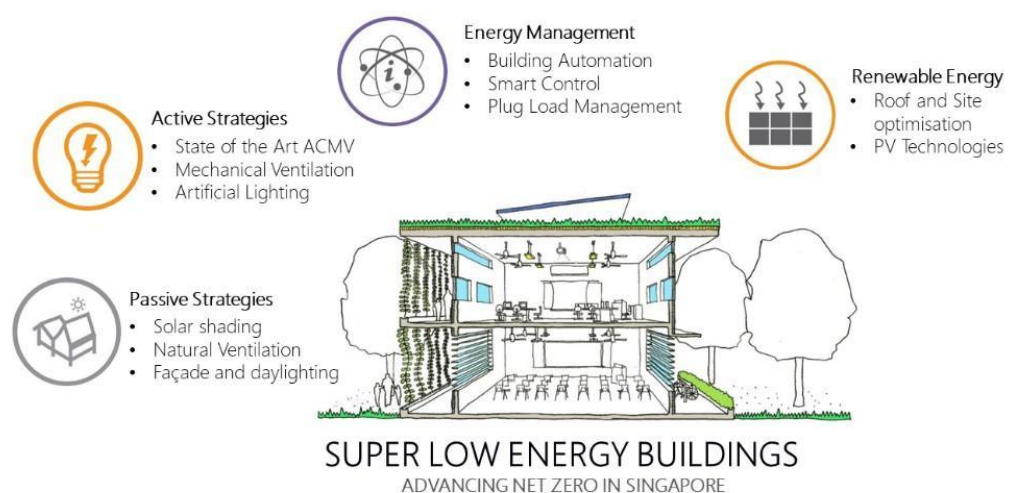 Energy Management
• Building Automation
• Smart Control
• Plug Load Management
Renewable Energy
• Roof and Site
optimisation
• PV Technologies
Active Strategies
• State of the Art ACMV
• Mechanical Ventilation
• Artificial Lighting
Passive Strategies
• Solar shading
• Natural Ventilation
• Façade and daylighting
i
SUPER LOW ENERGY BUILDINGS
ADVANCING NET ZERO IN SINGAPORE